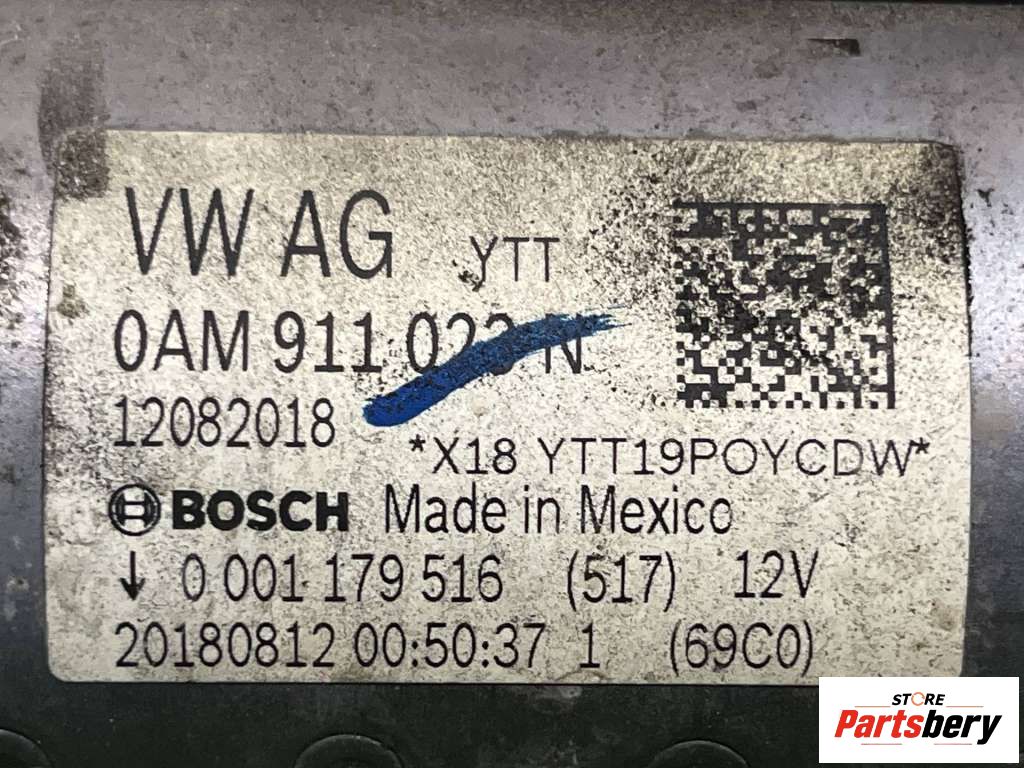 VW AG YTT
0AM 911 023 N
12082018
*X18 YTT19POYCDW*
BOSCH Made in Mexico
↓ 0 001 179 516 (517) 12V
20180812 00:50:37 1 (69C0)
STORE
Partsbery